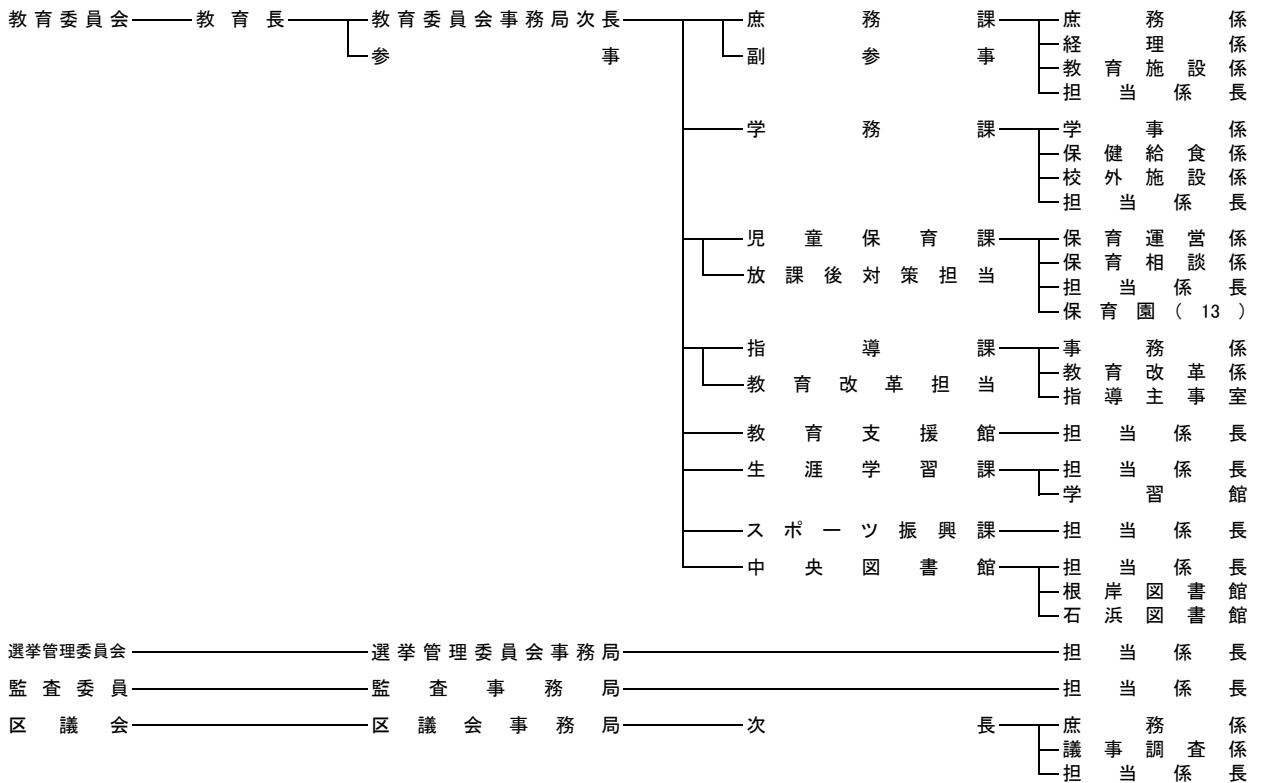 教育委員会 教育長 教育委員会事務局次長 庶務課 庶務係
経理係
参事 副参事
教育施設係
担当係長
学務課 学事係
保健給食係
校外施設係
担当係長
児童保育課 保育運営係
保育相談係
放課後対策担当
担当係長
保育園(13)
指導課 事務係
教育改革係
教育改革担当
指導主事室
教育支援館 担当係長
生涯学習課 担当係長
学習館
スポーツ振興課 担当係長
中央図書館 担当係長
根岸図書館
石浜図書館
選挙管理委員会 選挙管理委員会事務局 担当係長
監査委員 監査事務局 担当係長
区議会 区議会事務局 次長 庶務係
議事調査係
担当係長